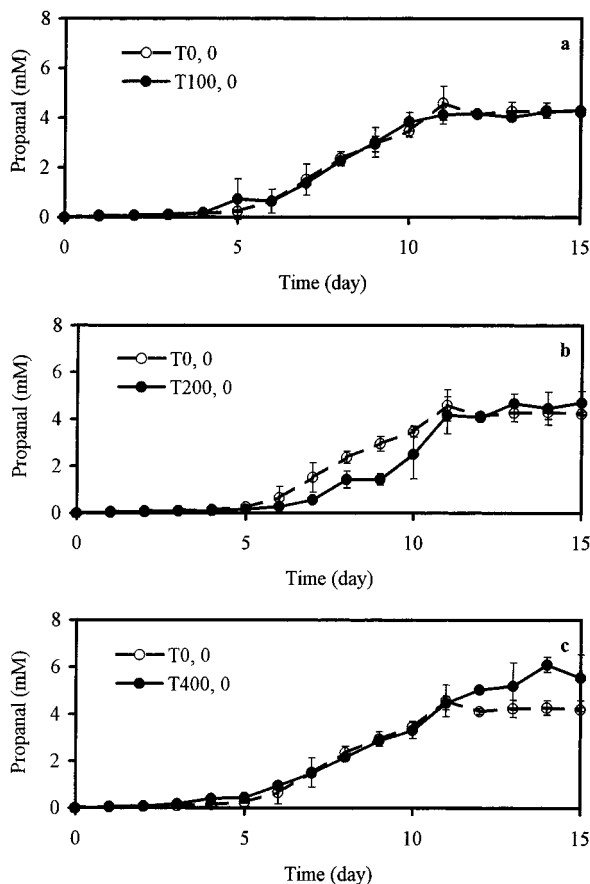 a
T0, 0
T100, 0
Propanal (mM)
8
6
4
2
0
0 5 10 15
Time (day)
b
T0, 0
T200, 0
Propanal (mM)
8
6
4
2
0
0 5 10 15
Time (day)
c
T0, 0
T400, 0
Propanal (mM)
8
6
4
2
0
0 5 10 15
Time (day)